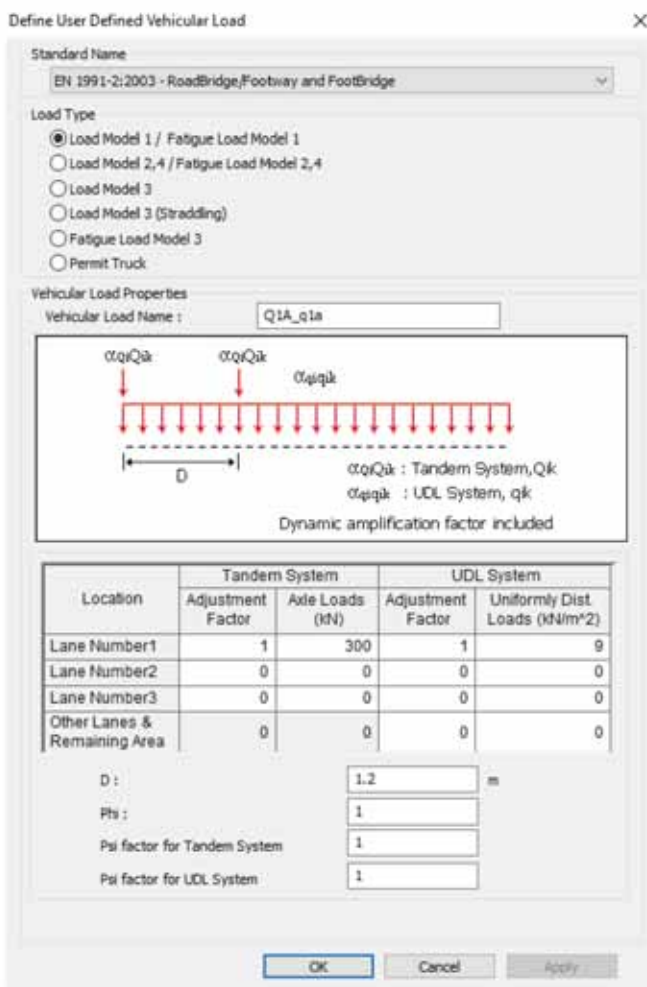 Define User Defined Vehicular Load
Standard Name
EN 1991-2:2003 - RoadBridge/Footway and FootBridge
Load Type
Load Model 1 / Fatigue Load Model 1
Load Model 2,4 / Fatigue Load Model 2,4
Load Model 3
Load Model 3 (Straddling)
Fatigue Load Model 3
Permit Truck
Vehicular Load Properties
Vehicular Load Name : Q1A_q1a
αQiQik αQiQik
αqiqik
D
αQiQik : Tandem System,Qik
αqiqik : UDL System, qik
Dynamic amplification factor included
Location Tandem System UDL System
Adjustment Factor Axle Loads (kN) Adjustment Factor Uniformly Dist. Loads (kN/m^2)
Lane Number1 1 300 1 9
Lane Number2 0 0 0 0
Lane Number3 0 0 0 0
Other Lanes & Remaining Area 0 0 0 0
D : 1.2 m
Phi : 1
Psi factor for Tandem System 1
Psi factor for UDL System 1
OK Cancel Apply